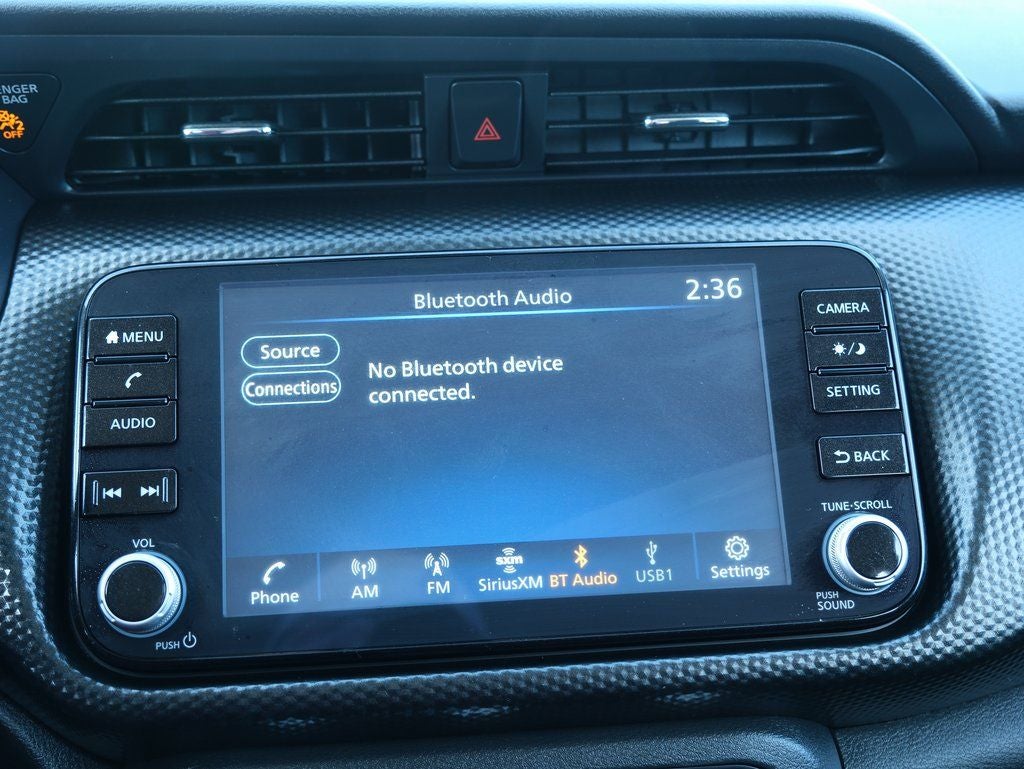 BAG
OFF
Bluetooth Audio
2:36
Source
Connections
No Bluetooth device
connected.
MENU
AUDIO
VOL
PUSH
CAMERA
SETTING
BACK
TUNE·SCROLL
PUSH
SOUND
Phone
AM
FM
sxm
SiriusXM
BT Audio
USB1
Settings